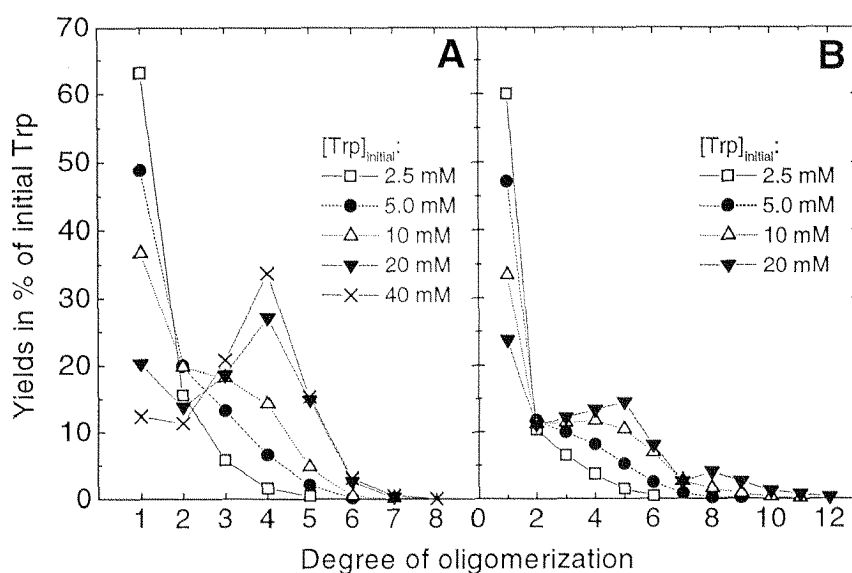 70
60
50
40
30
20
10
0
Yields in % of initial Trp
A
[Trp]initial:
2.5 mM
5.0 mM
10 mM
20 mM
40 mM
1 2 3 4 5 6 7 8
B
[Trp]initial:
2.5 mM
5.0 mM
10 mM
20 mM
0 2 4 6 8 10 12
Degree of oligomerization